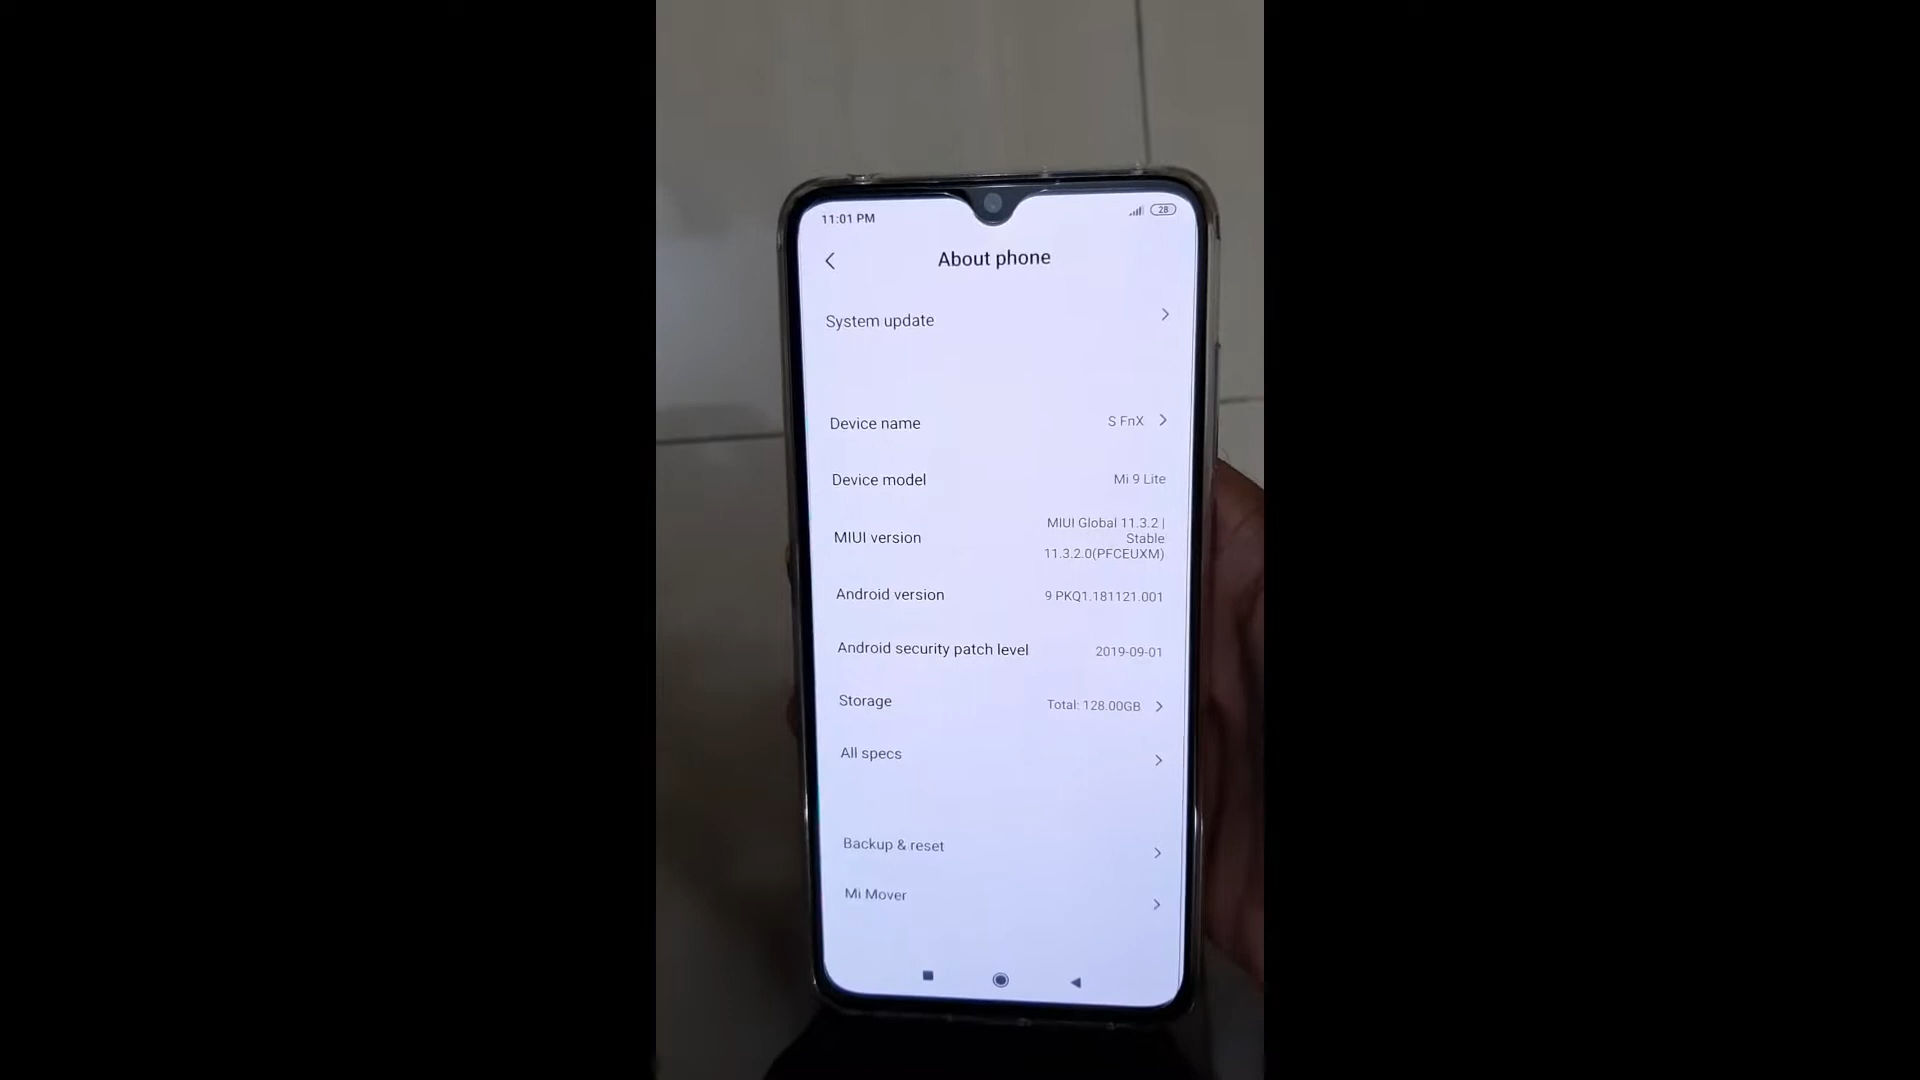 11:01 PM
28
About phone
System update
Device name
S FnX
Device model
Mi 9 Lite
MIUI version
MIUI Global 11.3.2 |
Stable
11.3.2.0(PFCEUXM)
Android version
9 PKQ1.181121.001
Android security patch level
2019-09-01
Storage
Total: 128.00GB
All specs
Backup & reset
Mi Mover